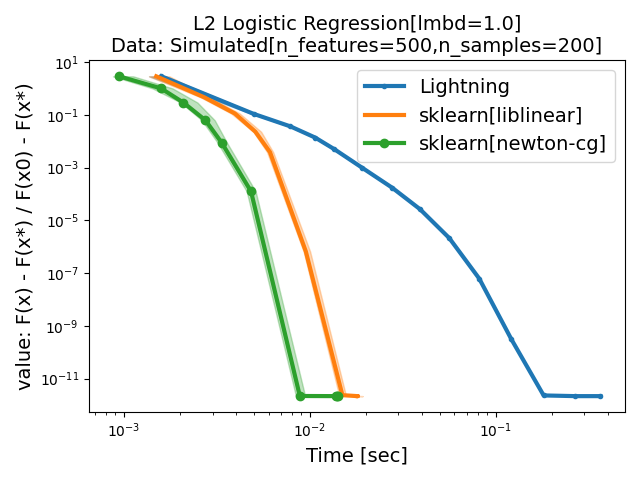 L2 Logistic Regression[lmbd=1.0]
Data: Simulated[n_features=500,n_samples=200]
value: F(x) - F(x*) / F(x0) - F(x*)
10¹
10⁻¹
10⁻³
10⁻⁵
10⁻⁷
10⁻⁹
10⁻¹¹
Lightning
sklearn[liblinear]
sklearn[newton-cg]
10⁻³
10⁻²
10⁻¹
Time [sec]